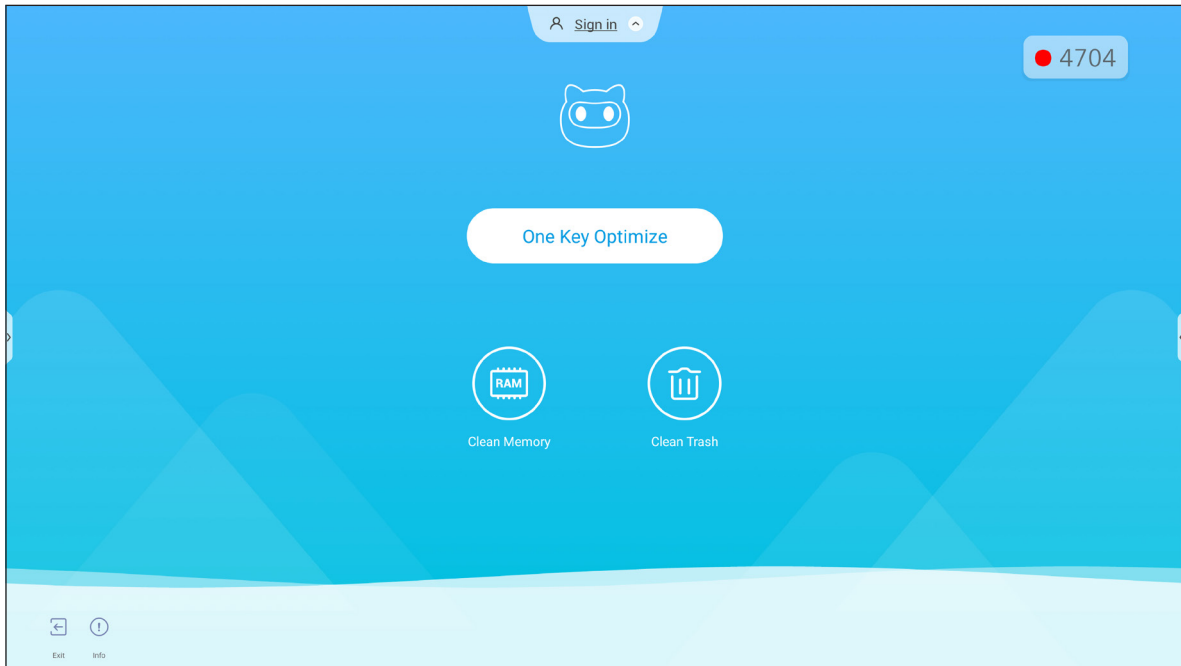 Sign in
4704
One Key Optimize
RAM
Clean Memory
Clean Trash
Exit
Info